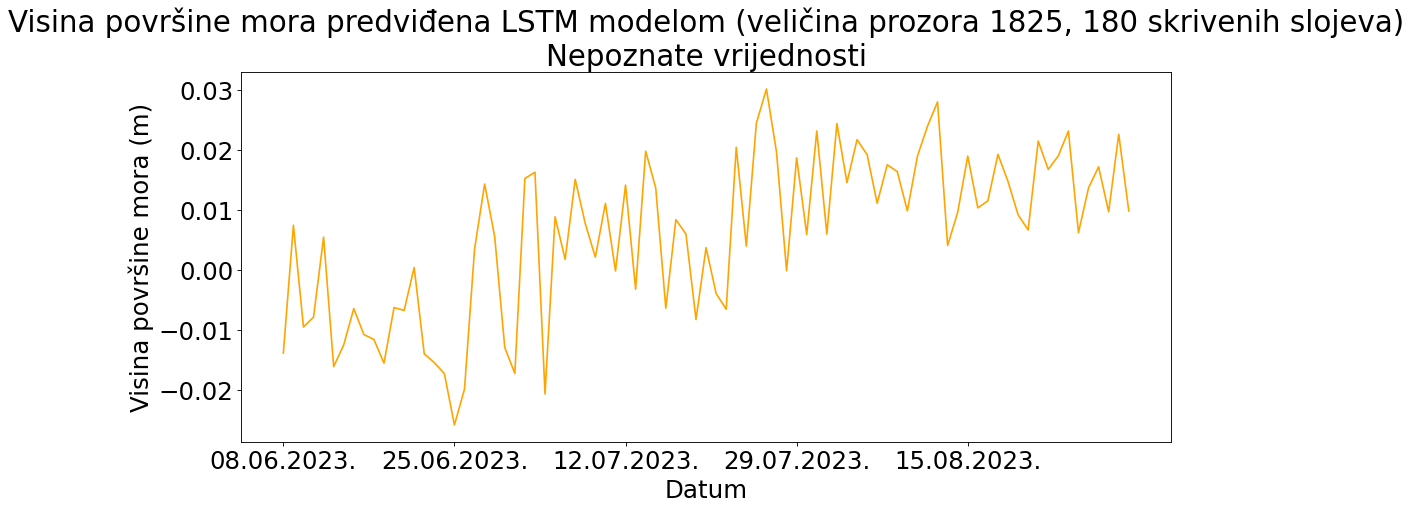 Visina površine mora predviđena LSTM modelom (veličina prozora 1825, 180 skrivenih slojeva)
Nepoznate vrijednosti
Visina površine mora (m)
0.03
0.02
0.01
0.00
−0.01
−0.02
08.06.2023. 25.06.2023. 12.07.2023. 29.07.2023. 15.08.2023.
Datum